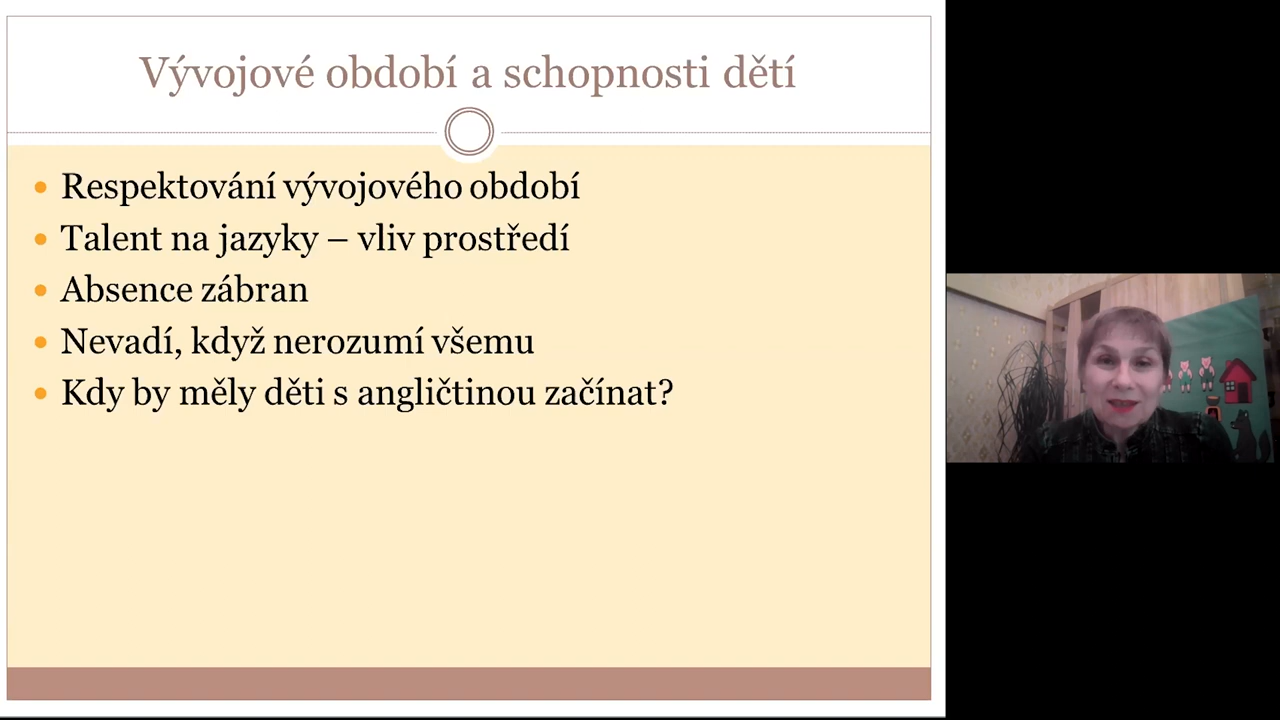 Vývojové období a schopnosti dětí
Respektování vývojového období
Talent na jazyky – vliv prostředí
Absence zábran
Nevadí, když nerozumí všemu
Kdy by měly děti s angličtinou začínat?